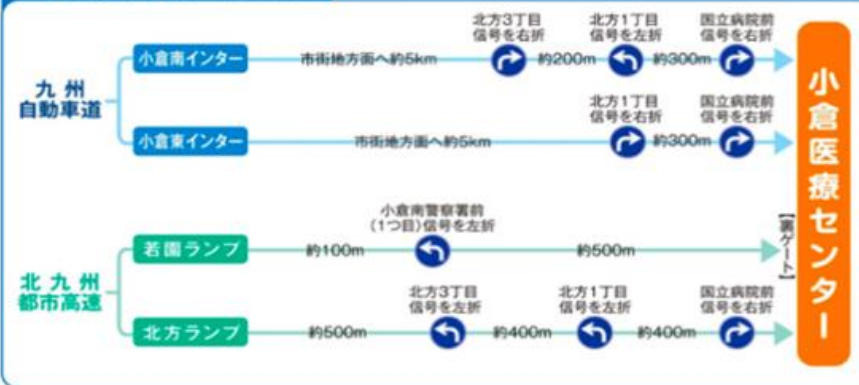 北方3丁目
信号を右折
北方1丁目
信号を左折
国立病院前
信号を右折
九州
自動車道
小倉南インター
市街地方面へ約5km
約200m
約300m
北方1丁目
信号を右折
国立病院前
信号を右折
小倉東インター
市街地方面へ約5km
約300m
小倉南警察署前
(1つ目)信号を左折
北九州
都市高速
若園ランプ
約100m
約500m
【裏ゲート】
北方3丁目
信号を左折
北方1丁目
信号を左折
国立病院前
信号を右折
北方ランプ
約500m
約400m
約400m
小倉医療センター